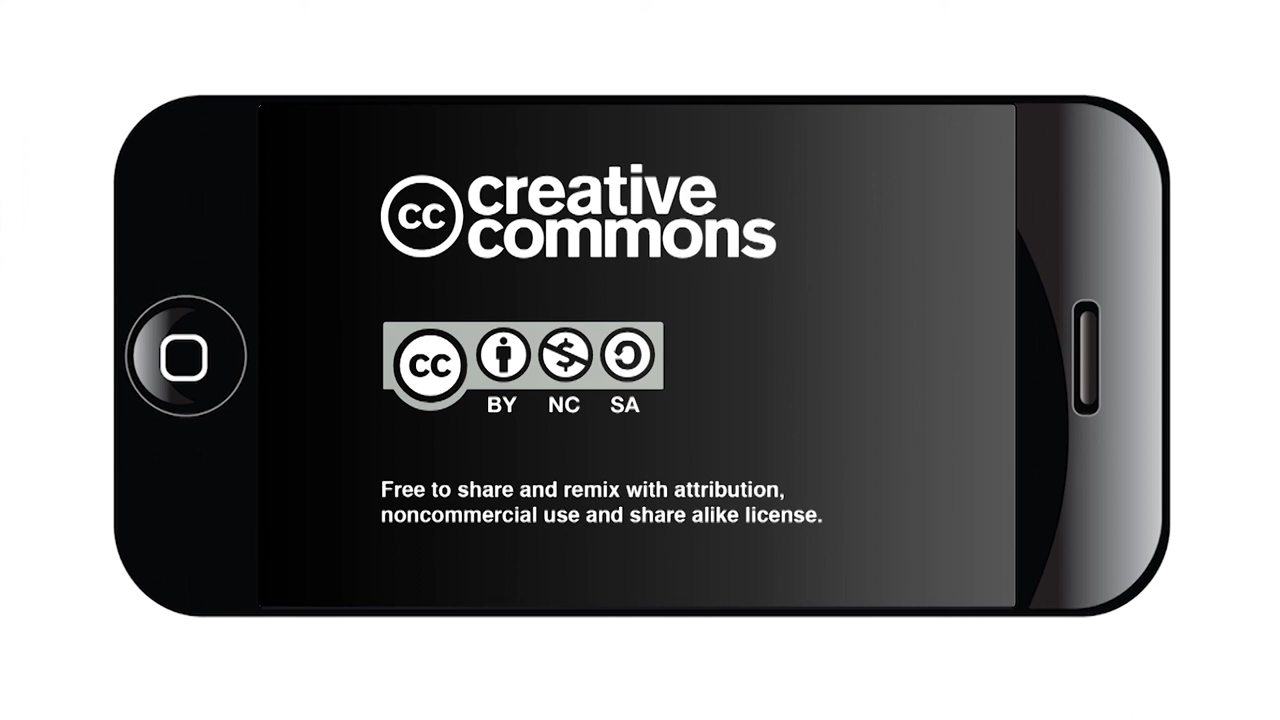 cc creative
commons
cc
BY NC SA
Free to share and remix with attribution,
noncommercial use and share alike license.